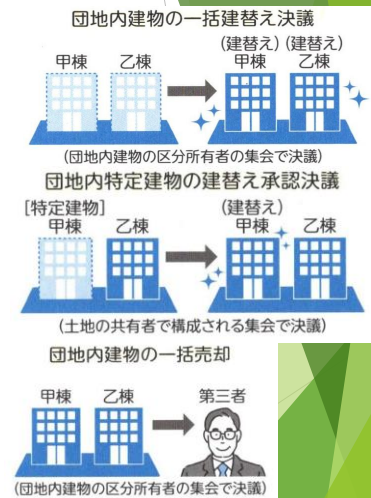 団地内建物の一括建替え決議
(建替え) (建替え)
甲棟 乙棟 甲棟 乙棟
(団地内建物の区分所有者の集会で決議)
団地内特定建物の建替え承認決議
[特定建物] (建替え)
甲棟 乙棟 甲棟 乙棟
(土地の共有者で構成される集会で決議)
団地内建物の一括売却
甲棟 乙棟 第三者
(団地内建物の区分所有者の集会で決議)